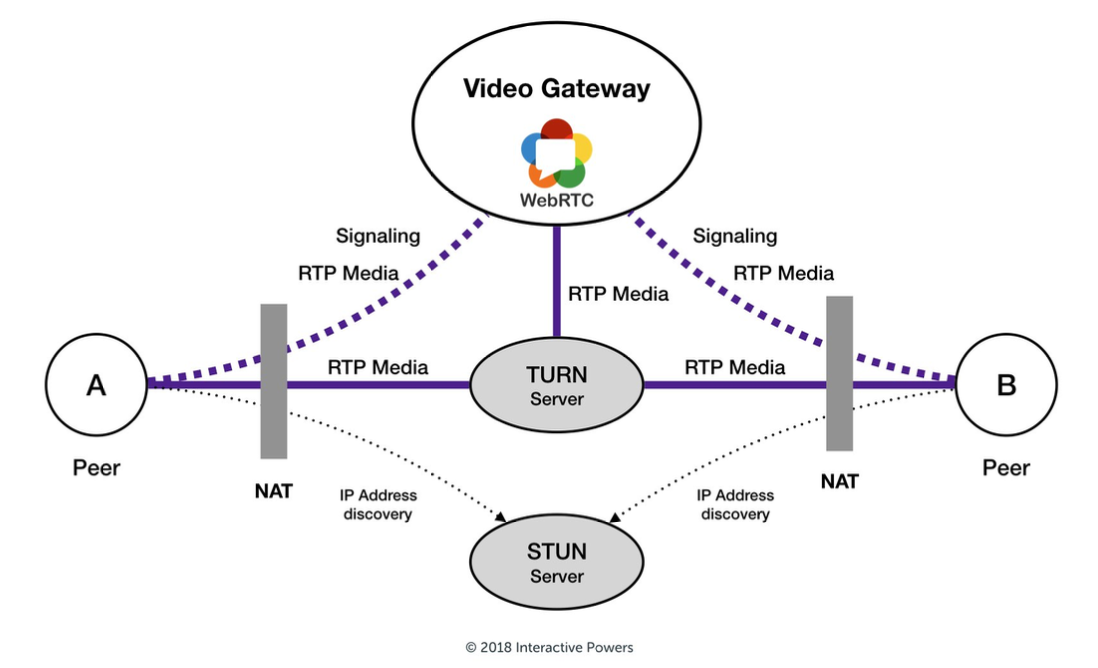 Video Gateway
WebRTC
Signaling
RTP Media
Signaling
RTP Media
RTP Media
A
Peer
NAT
RTP Media
TURN
Server
RTP Media
NAT
B
Peer
IP Address
discovery
IP Address
discovery
STUN
Server
© 2018 Interactive Powers